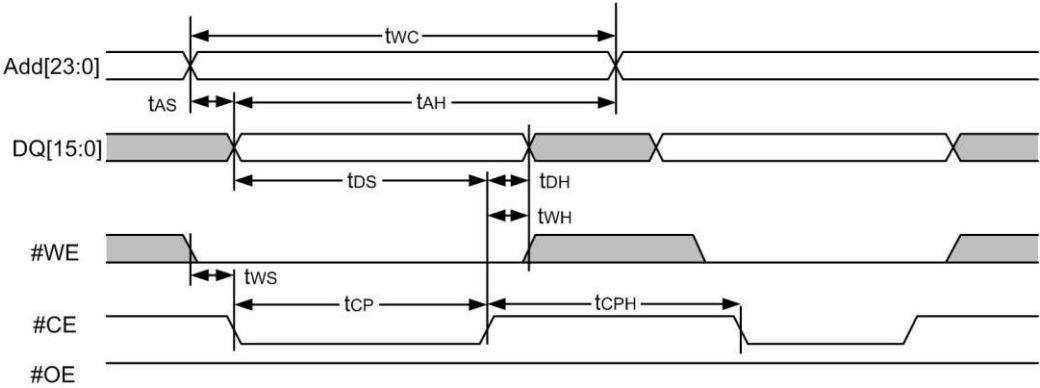 tWC
Add[23:0]
tAS
tAH
DQ[15:0]
tDS
tDH
tWH
#WE
tWS
tCP
tCPH
#CE
#OE